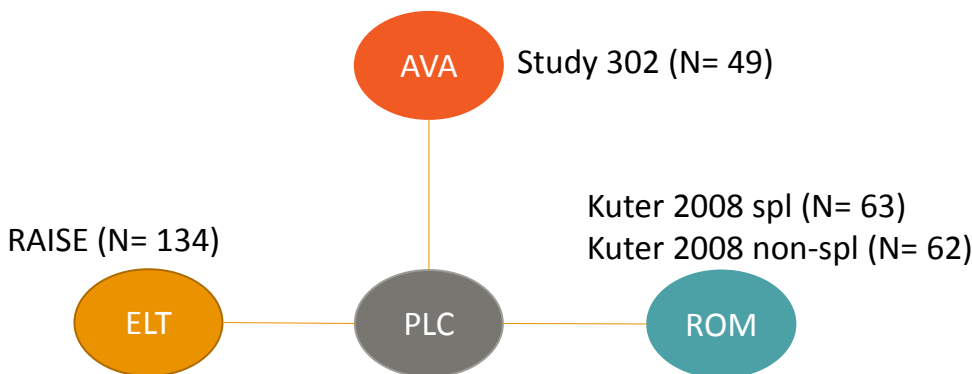 AVA
Study 302 (N= 49)
Kuter 2008 spl (N= 63)
Kuter 2008 non-spl (N= 62)
RAISE (N= 134)
ELT
PLC
ROM